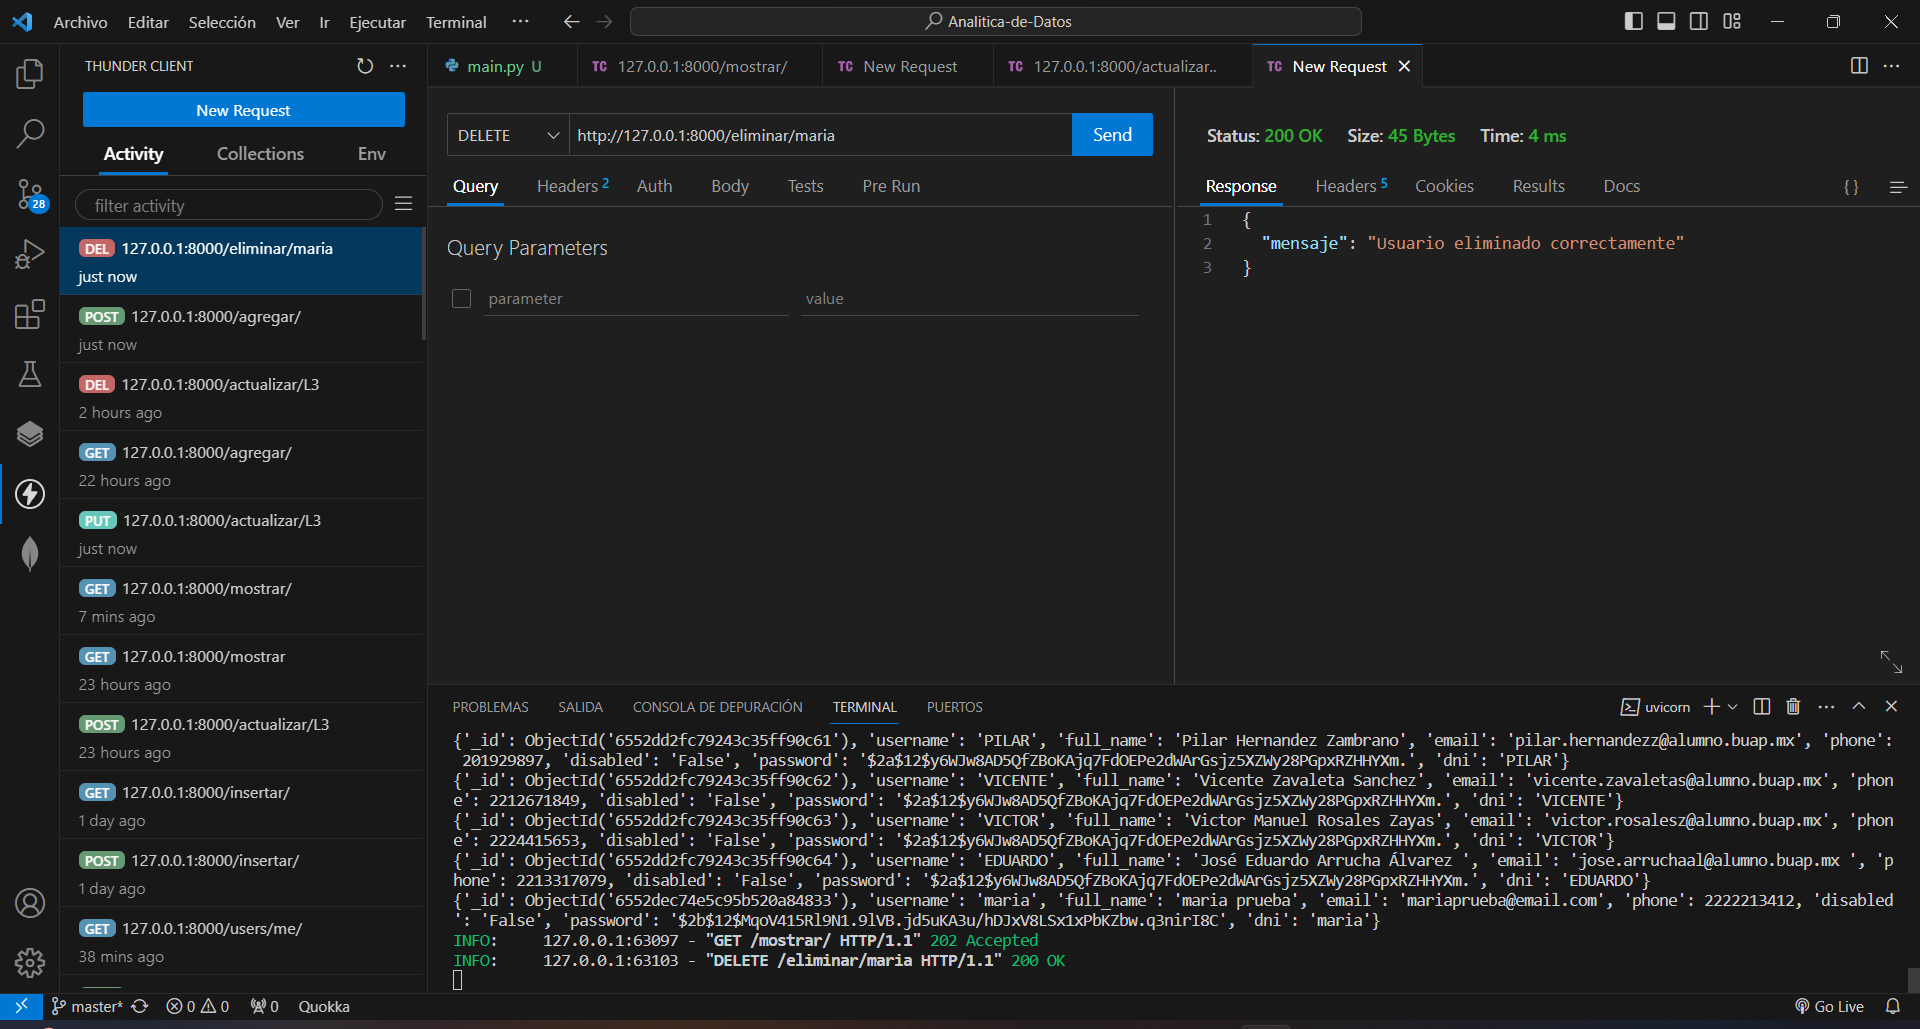 Archivo Editar Selección Ver Ir Ejecutar Terminal ··· Analitica-de-Datos
THUNDER CLIENT
New Request
Activity Collections Env
filter activity
28
DEL 127.0.0.1:8000/eliminar/maria
just now
POST 127.0.0.1:8000/agregar/
just now
DEL 127.0.0.1:8000/actualizar/L3
2 hours ago
GET 127.0.0.1:8000/agregar/
22 hours ago
PUT 127.0.0.1:8000/actualizar/L3
just now
GET 127.0.0.1:8000/mostrar/
7 mins ago
GET 127.0.0.1:8000/mostrar
23 hours ago
POST 127.0.0.1:8000/actualizar/L3
23 hours ago
GET 127.0.0.1:8000/insertar/
1 day ago
POST 127.0.0.1:8000/insertar/
1 day ago
GET 127.0.0.1:8000/users/me/
38 mins ago
main.py U TC 127.0.0.1:8000/mostrar/ TC New Request TC 127.0.0.1:8000/actualizar.. TC New Request
DELETE http://127.0.0.1:8000/eliminar/maria Send
Query Headers 2 Auth Body Tests Pre Run
Query Parameters
parameter value
Status: 200 OK Size: 45 Bytes Time: 4 ms
Response Headers 5 Cookies Results Docs { }
1 {
2 "mensaje": "Usuario eliminado correctamente"
3 }
PROBLEMAS SALIDA CONSOLA DE DEPURACIÓN TERMINAL PUERTOS uvicorn
{'_id': ObjectId('6552dd2fc79243c35ff90c61'), 'username': 'PILAR', 'full_name': 'Pilar Hernandez Zambrano', 'email': 'pilar.hernandezz@alumno.buap.mx', 'phone':
201929897, 'disabled': 'False', 'password': '$2a$12$y6WJw8AD5QfZBoKAjq7FdOEPe2dWArGsjz5XZWy28PGpxRZHHYXm.', 'dni': 'PILAR'}
{'_id': ObjectId('6552dd2fc79243c35ff90c62'), 'username': 'VICENTE', 'full_name': 'Vicente Zavaleta Sanchez', 'email': 'vicente.zavaletas@alumno.buap.mx', 'phon
e': 2212671849, 'disabled': 'False', 'password': '$2a$12$y6WJw8AD5QfZBoKAjq7FdOEPe2dWArGsjz5XZWy28PGpxRZHHYXm.', 'dni': 'VICENTE'}
{'_id': ObjectId('6552dd2fc79243c35ff90c63'), 'username': 'VICTOR', 'full_name': 'Victor Manuel Rosales Zayas', 'email': 'victor.rosalesz@alumno.buap.mx', 'phon
e': 2224415653, 'disabled': 'False', 'password': '$2a$12$y6WJw8AD5QfZBoKAjq7FdOEPe2dWArGsjz5XZWy28PGpxRZHHYXm.', 'dni': 'VICTOR'}
{'_id': ObjectId('6552dd2fc79243c35ff90c64'), 'username': 'EDUARDO', 'full_name': 'José Eduardo Arrucha Álvarez ', 'email': 'jose.arruchaal@alumno.buap.mx ', 'p
hone': 2213317079, 'disabled': 'False', 'password': '$2a$12$y6WJw8AD5QfZBoKAjq7FdOEPe2dWArGsjz5XZWy28PGpxRZHHYXm.', 'dni': 'EDUARDO'}
{'_id': ObjectId('6552dec74e5c95b520a84833'), 'username': 'maria', 'full_name': 'maria prueba', 'email': 'mariaprueba@email.com', 'phone': 2222213412, 'disabled
': 'False', 'password': '$2b$12$MqoV415Rl9N1.9lVB.jd5uKA3u/hDJxV8LSx1xPbKZbw.q3nirI8C', 'dni': 'maria'}
INFO: 127.0.0.1:63097 - "GET /mostrar/ HTTP/1.1" 202 Accepted
INFO: 127.0.0.1:63103 - "DELETE /eliminar/maria HTTP/1.1" 200 OK
master* 0 0 0 Quokka Go Live